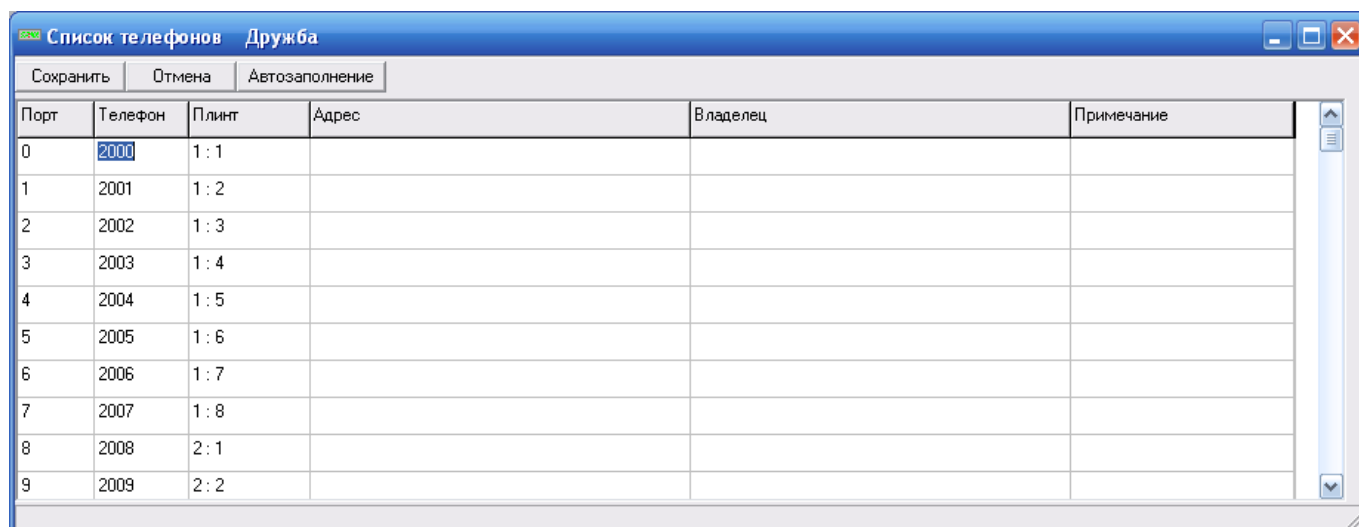 Список телефонов Дружба
Сохранить Отмена Автозаполнение
Порт Телефон Плинт Адрес Владелец Примечание
0 2000 1 : 1
1 2001 1 : 2
2 2002 1 : 3
3 2003 1 : 4
4 2004 1 : 5
5 2005 1 : 6
6 2006 1 : 7
7 2007 1 : 8
8 2008 2 : 1
9 2009 2 : 2